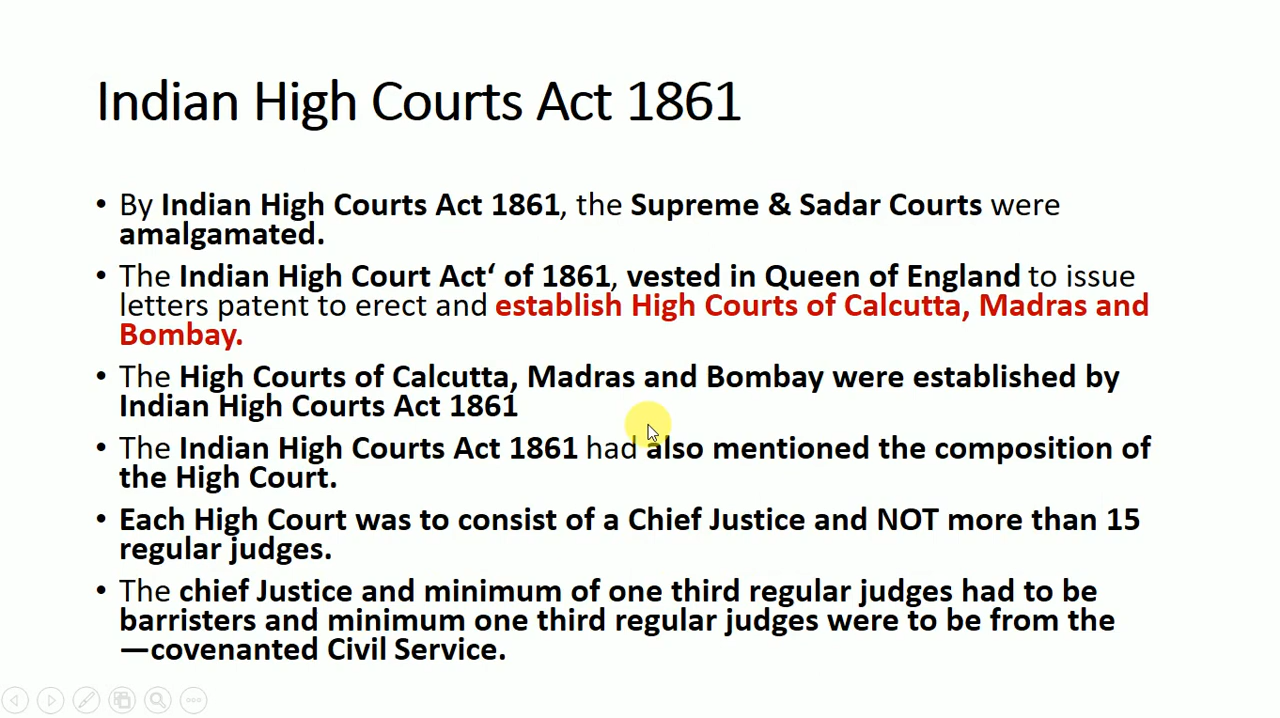 Indian High Courts Act 1861
• By Indian High Courts Act 1861, the Supreme & Sadar Courts were
amalgamated.
• The Indian High Court Act‘ of 1861, vested in Queen of England to issue
letters patent to erect and establish High Courts of Calcutta, Madras and
Bombay.
• The High Courts of Calcutta, Madras and Bombay were established by
Indian High Courts Act 1861
• The Indian High Courts Act 1861 had also mentioned the composition of
the High Court.
• Each High Court was to consist of a Chief Justice and NOT more than 15
regular judges.
• The chief Justice and minimum of one third regular judges had to be
barristers and minimum one third regular judges were to be from the
—covenanted Civil Service.